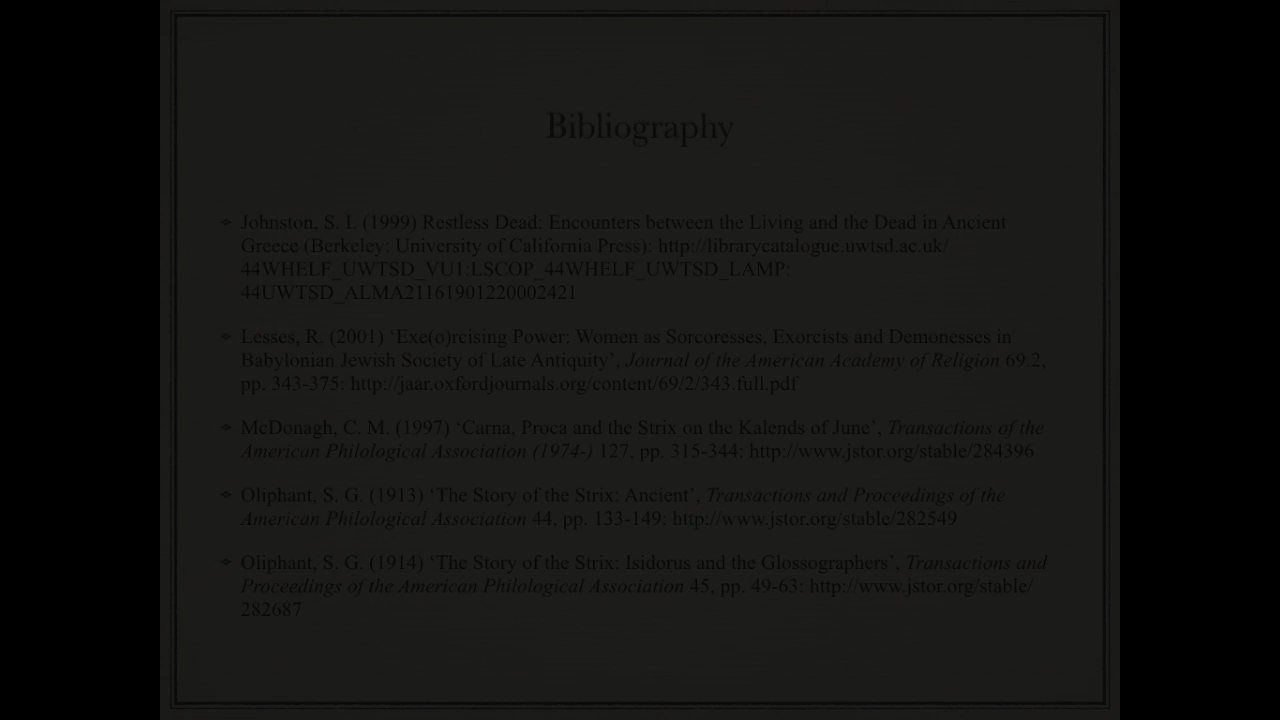 Bibliography
Johnston, S. I. (1999) Restless Dead: Encounters between the Living and the Dead in Ancient
Greece (Berkeley: University of California Press): http://librarycatalogue.uwtsd.ac.uk/
44WHELF_UWTSD_VU1:LSCOP_44WHELF_UWTSD_LAMP:
44UWTSD_ALMA21161901220002421
Lesses, R. (2001) ‘Exe(o)rcising Power: Women as Sorcoresses, Exorcists and Demonesses in
Babylonian Jewish Society of Late Antiquity’, Journal of the American Academy of Religion 69.2,
pp. 343-375: http://jaar.oxfordjournals.org/content/69/2/343.full.pdf
McDonagh, C. M. (1997) ‘Carna, Proca and the Strix on the Kalends of June’, Transactions of the
American Philological Association (1974-) 127, pp. 315-344: http://www.jstor.org/stable/284396
Oliphant, S. G. (1913) ‘The Story of the Strix: Ancient’, Transactions and Proceedings of the
American Philological Association 44, pp. 133-149: http://www.jstor.org/stable/282549
Oliphant, S. G. (1914) ‘The Story of the Strix: Isidorus and the Glossographers’, Transactions and
Proceedings of the American Philological Association 45, pp. 49-63: http://www.jstor.org/stable/
282687